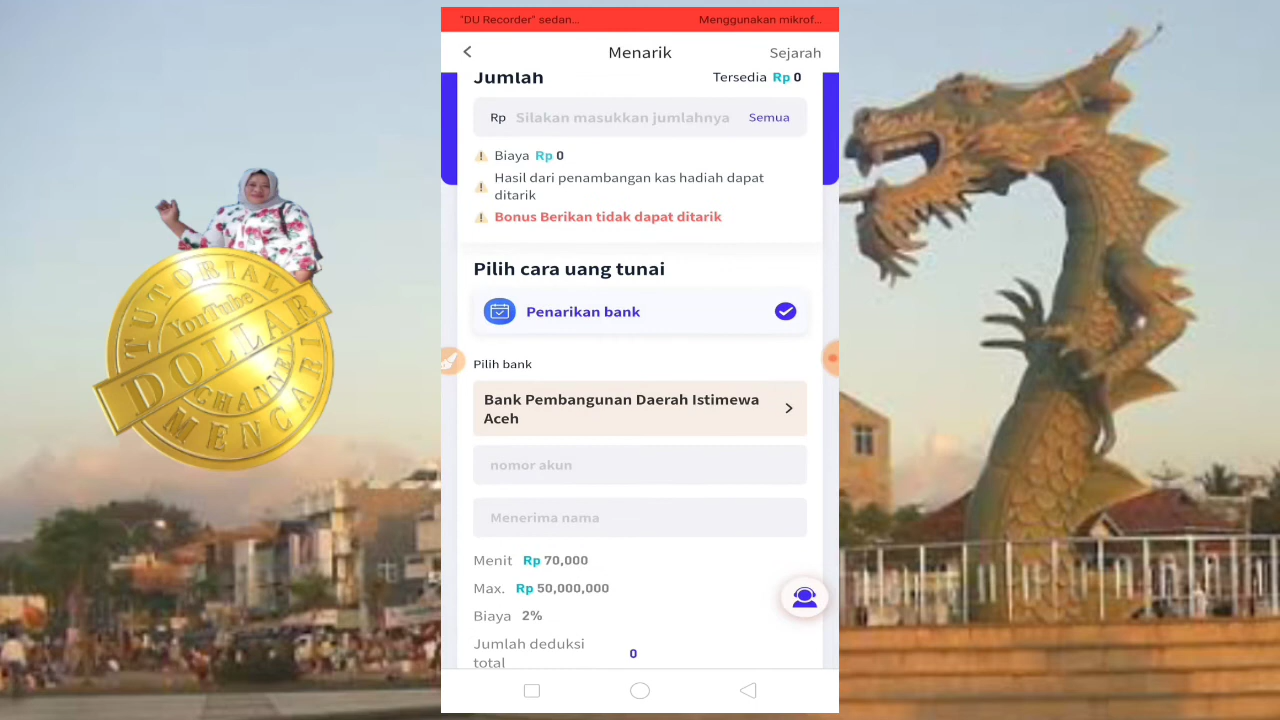 "DU Recorder" sedan...
Menggunakan mikrof...
Menarik
Sejarah
Jumlah
Tersedia Rp 0
Rp Silakan masukkan jumlahnya Semua
Biaya Rp 0
Hasil dari penambangan kas hadiah dapat
ditarik
Bonus Berikan tidak dapat ditarik
Pilih cara uang tunai
Penarikan bank
Pilih bank
Bank Pembangunan Daerah Istimewa
Aceh
nomor akun
Menerima nama
Menit Rp 70,000
Max. Rp 50,000,000
Biaya 2%
Jumlah deduksi
total
0
TUTORIAL
YouTube
DOLLAR
CHANNEL
MENCARI